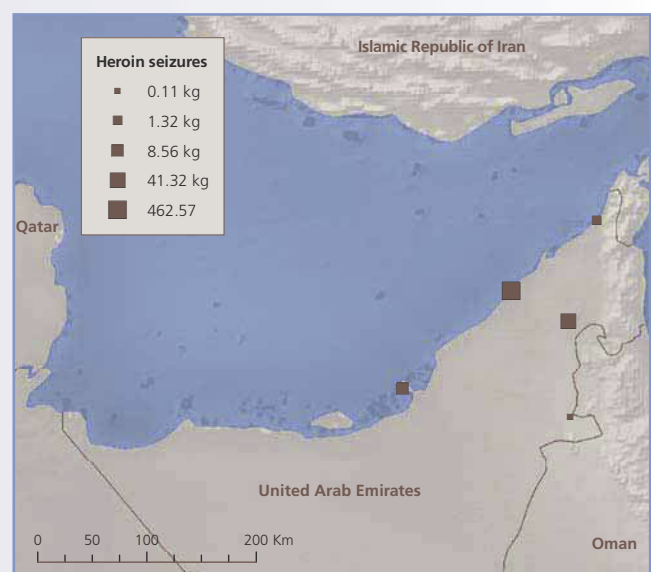 Islamic Republic of Iran
Heroin seizures
0.11 kg
1.32 kg
8.56 kg
41.32 kg
462.57
Qatar
United Arab Emirates
Oman
0 50 100 200 Km